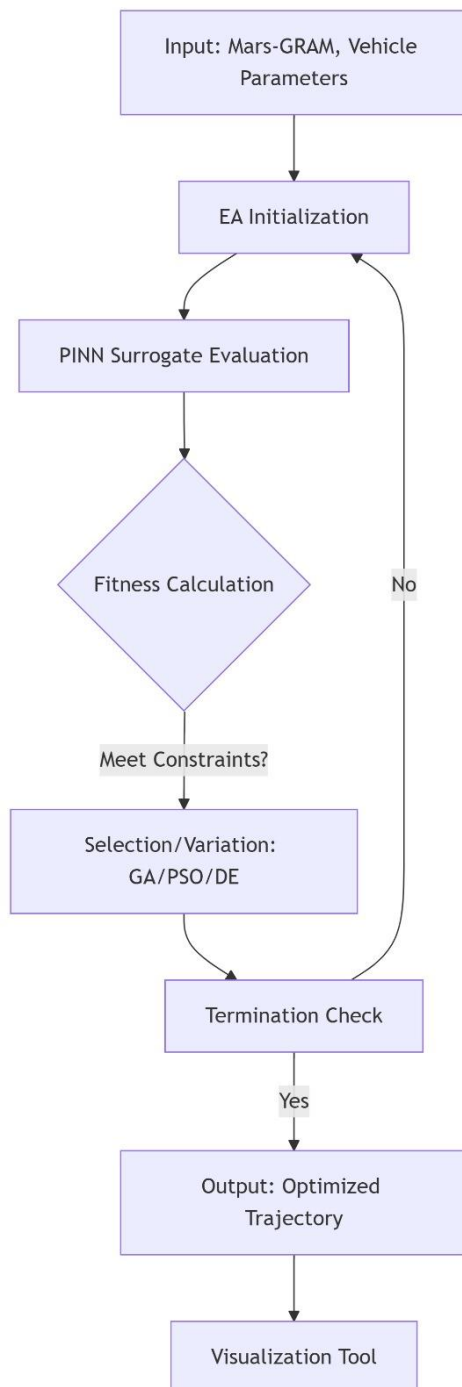 Input: Mars-GRAM, Vehicle
Parameters
EA Initialization
PINN Surrogate Evaluation
Fitness Calculation
No
Meet Constraints?
Selection/Variation:
GA/PSO/DE
Termination Check
Yes
Output: Optimized
Trajectory
Visualization Tool